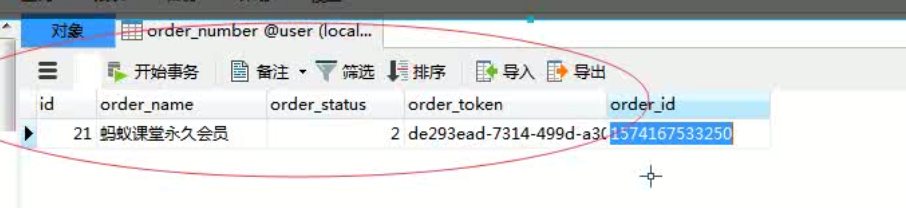 对象 order_number @user (local...
开始事务 备注 筛选 排序 导入 导出
id order_name order_status order_token order_id
21 蚂蚁课堂永久会员 2 de293ead-7314-499d-a30 1574167533250